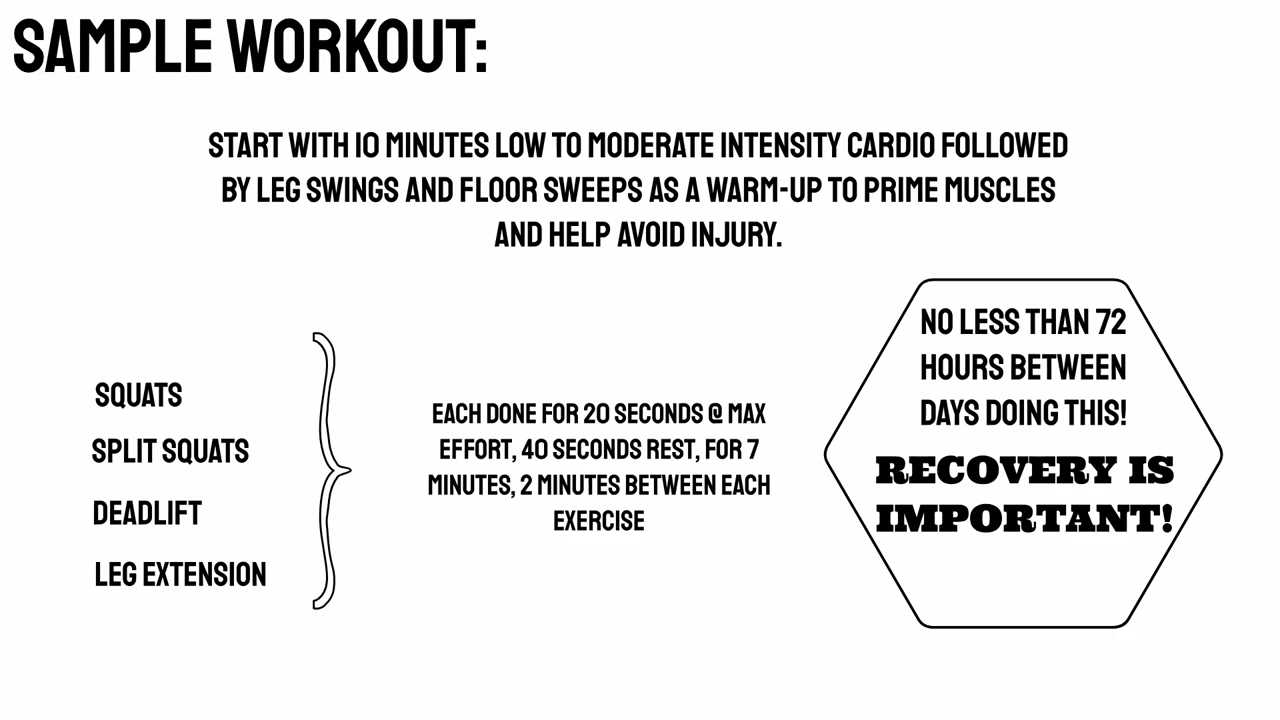 SAMPLE WORKOUT:
START WITH 10 MINUTES LOW TO MODERATE INTENSITY CARDIO FOLLOWED
BY LEG SWINGS AND FLOOR SWEEPS AS A WARM-UP TO PRIME MUSCLES
AND HELP AVOID INJURY.
SQUATS
SPLIT SQUATS
DEADLIFT
LEG EXTENSION
EACH DONE FOR 20 SECONDS @ MAX
EFFORT, 40 SECONDS REST, FOR 7
MINUTES, 2 MINUTES BETWEEN EACH
EXERCISE
NO LESS THAN 72
HOURS BETWEEN
DAYS DOING THIS!
RECOVERY IS
IMPORTANT!